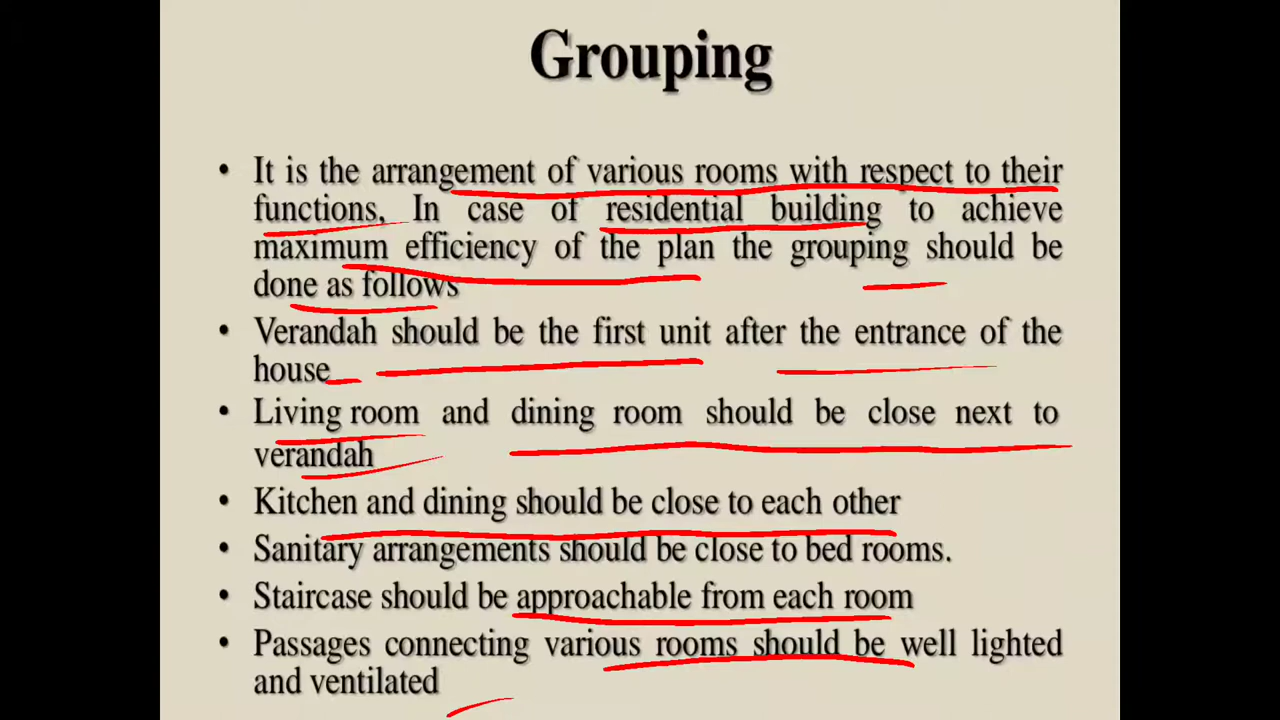 Grouping
• It is the arrangement of various rooms with respect to their
functions, In case of residential building to achieve
maximum efficiency of the plan the grouping should be
done as follows
• Verandah should be the first unit after the entrance of the
house
• Living room and dining room should be close next to
verandah
• Kitchen and dining should be close to each other
• Sanitary arrangements should be close to bed rooms.
• Staircase should be approachable from each room
• Passages connecting various rooms should be well lighted
and ventilated